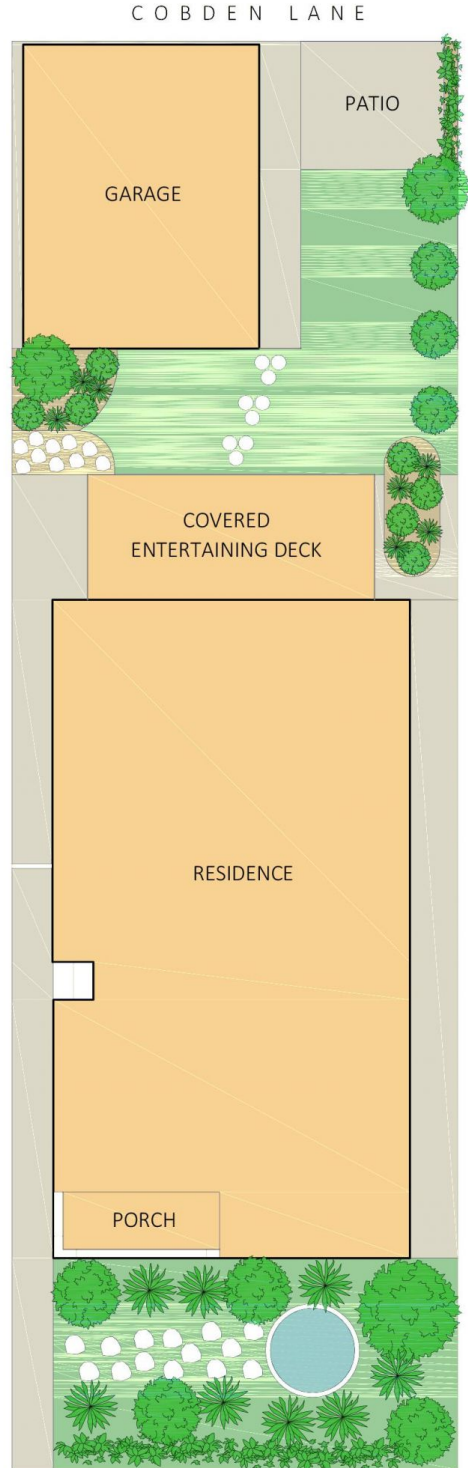 COBDEN LANE
PATIO
GARAGE
COVERED
ENTERTAINING DECK
RESIDENCE
PORCH